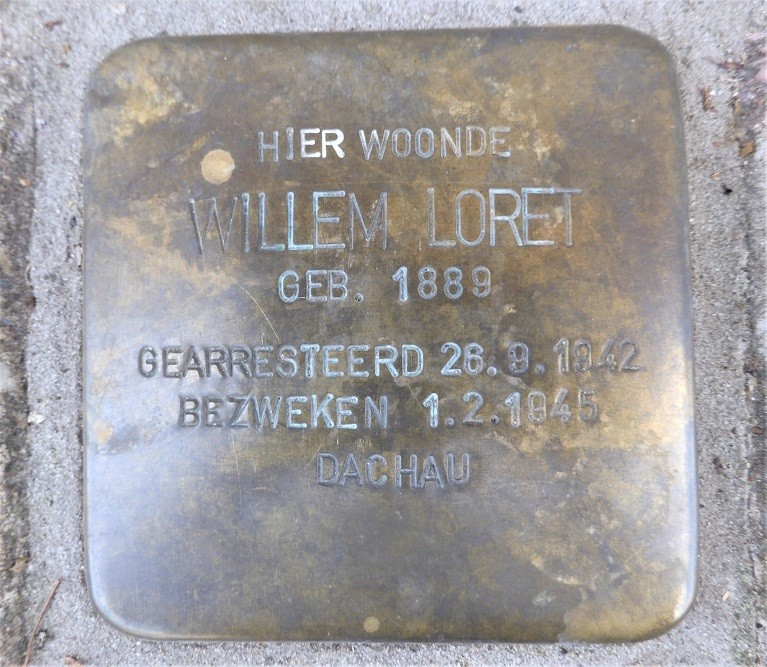 HIER WOONDE
WILLEM LORET
GEB. 1889
GEARRESTEERD 26.9.1942
BEZWEKEN 1.2.1945
DACHAU